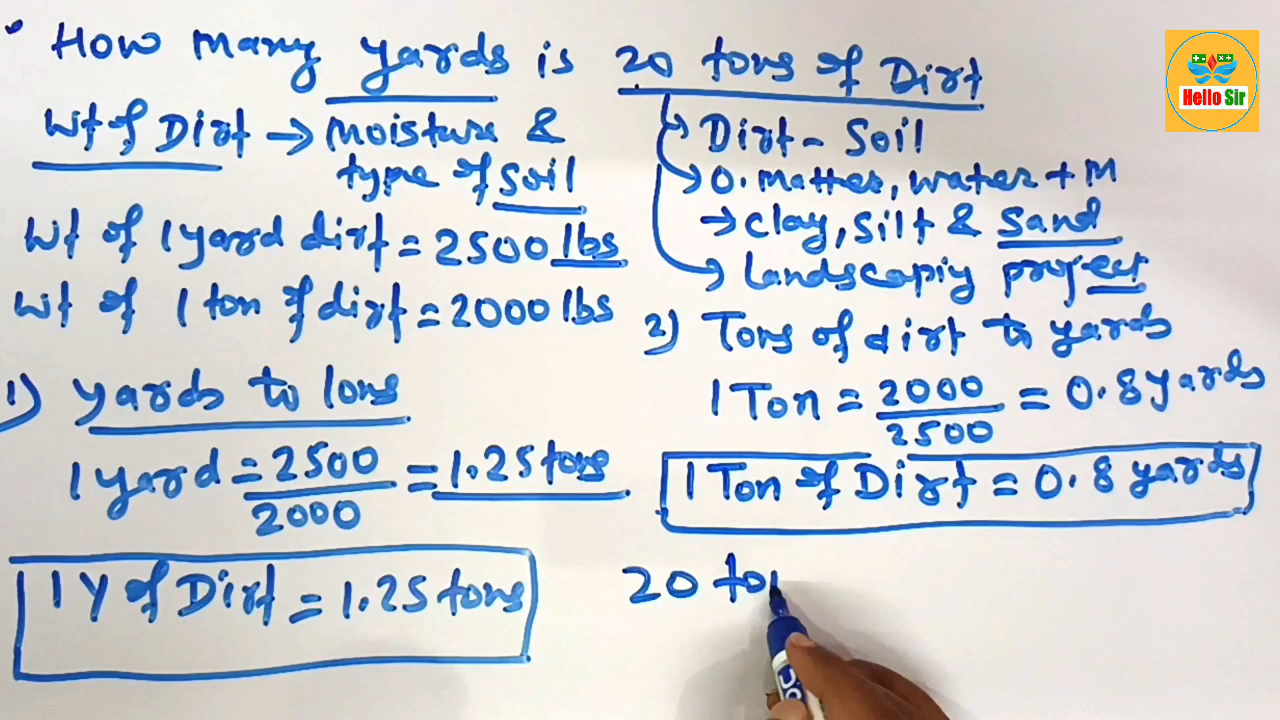 How many yards is 20 tons of Dirt
Wt of Dirt → moisture &
type of soil
Wt of 1 yard dirt = 2500 lbs
Wt of 1 ton of dirt = 2000 lbs
1) yards to tons
1 yard = 2500 / 2000 = 1.25 tons
1 Y of Dirt = 1.25 tons
→ Dirt - Soil
→ O. matter, water + M
→ clay, silt & sand
→ landscapiy project
2) Tons of dirt to yards
1 Ton = 2000 / 2500 = 0.8 yards
1 Ton of Dirt = 0.8 yards
20 ton
Hello Sir